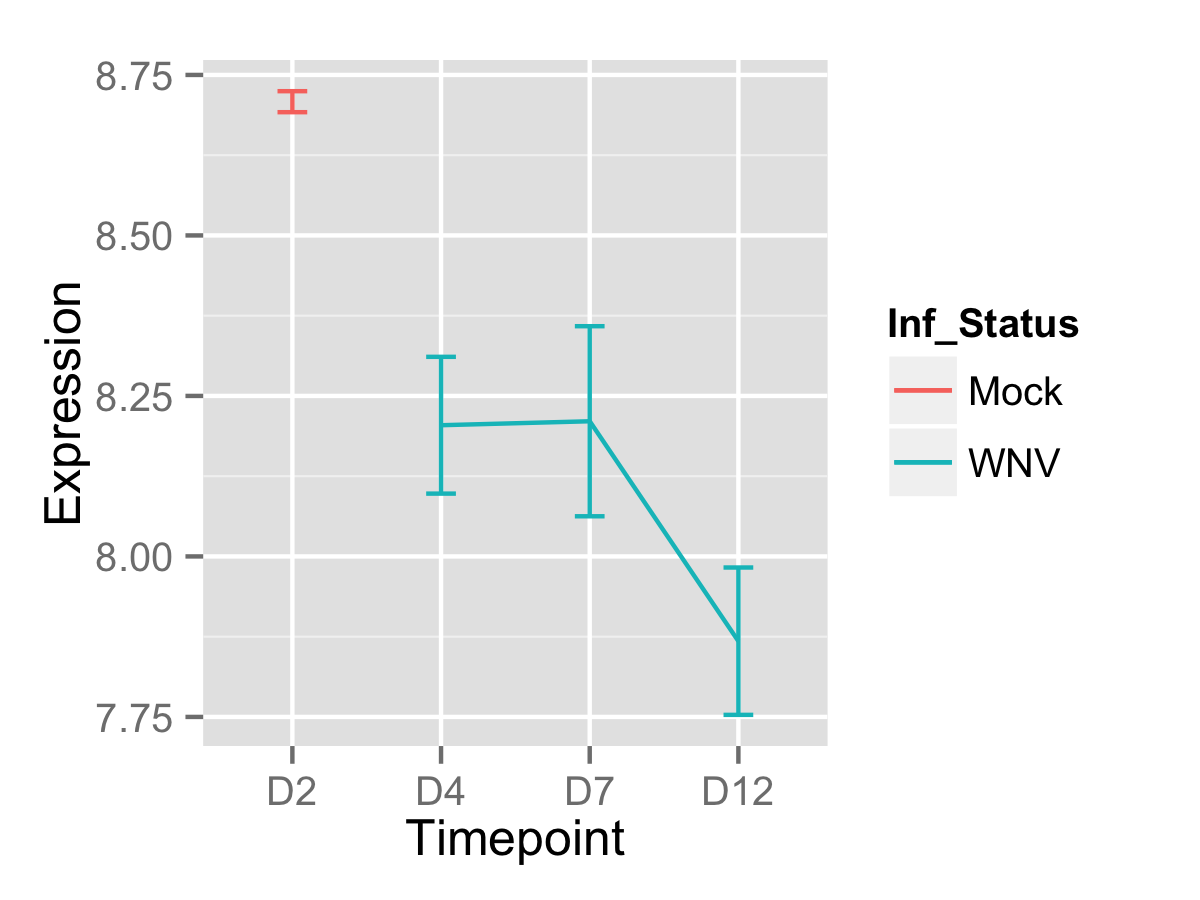 8.75
8.50
8.25
8.00
7.75
Expression
D2 D4 D7 D12
Timepoint
Inf_Status
Mock
WNV